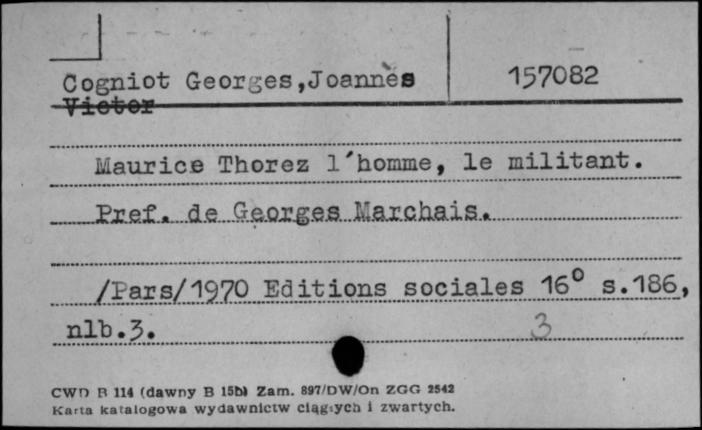 Cogniot Georges,Joannès 157082
Victor
Maurice Thorez l'homme, le militant.
Pref. de Georges Marchais.
/Pars/1970 Editions sociales 16⁰ s.186,
nlb.3. 3
CWD B 114 (dawny B 15b) Zam. 897/DW/On ZGG 2542
Karta katalogowa wydawnictw ciągłych i zwartych.